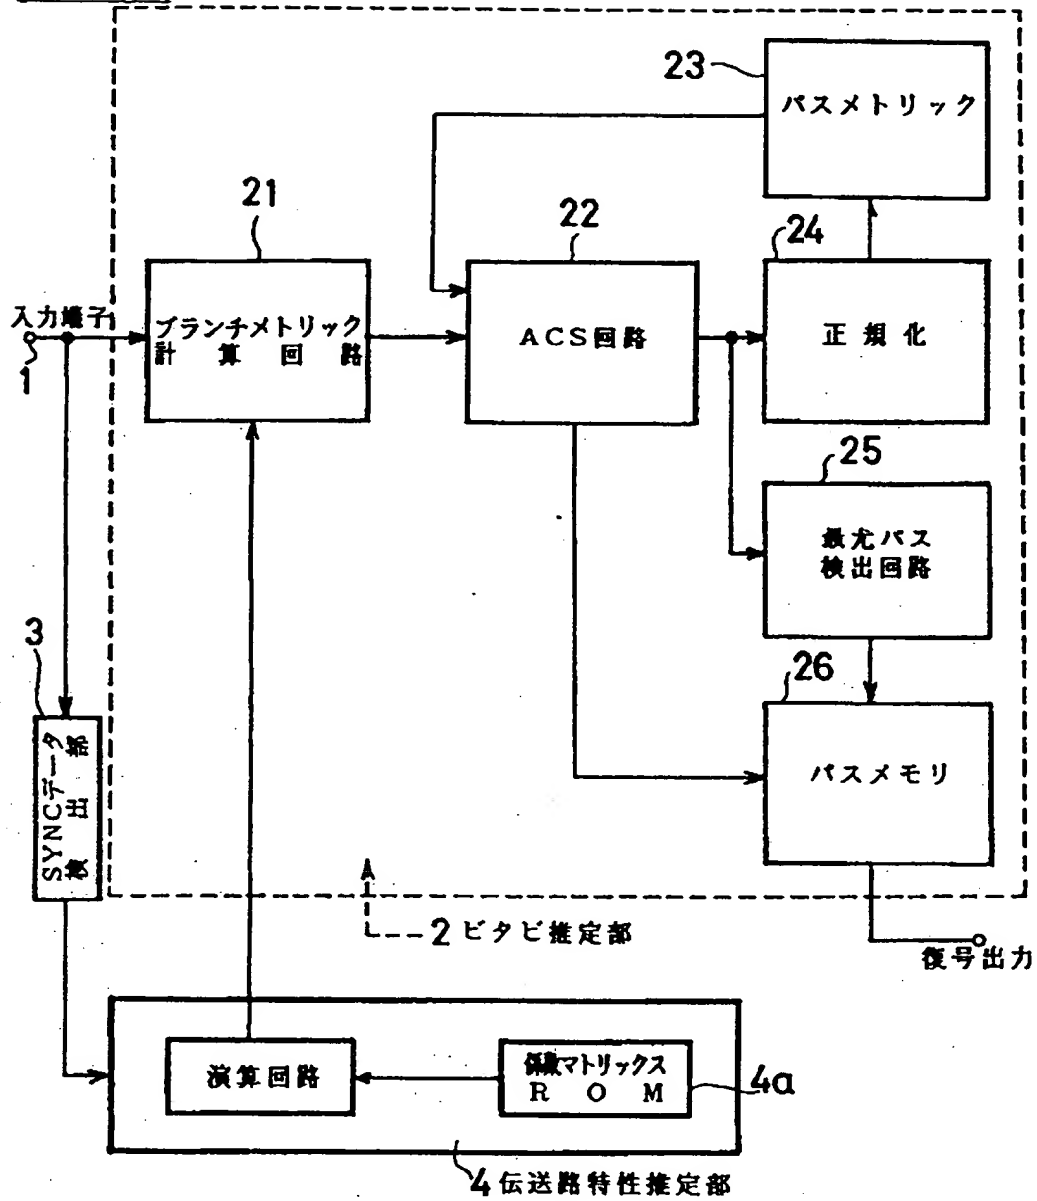 23
パスメトリック
21
22
24
入力端子
ブランチメトリック
計算回路
ACS回路
正規化
1
25
最尤パス
検出回路
3
26
SYNCデータ
検出部
パスメモリ
2 ビタビ推定部
復号出力
演算回路
係数マトリックス
ROM
4a
4 伝送路特性推定部